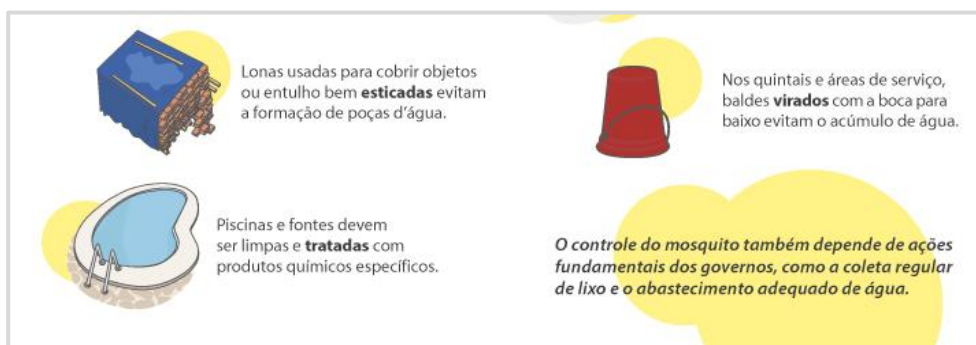 Lonas usadas para cobrir objetos
ou entulho bem esticadas evitam
a formação de poças d’água.
Nos quintais e áreas de serviço,
baldes virados com a boca para
baixo evitam o acúmulo de água.
Piscinas e fontes devem
ser limpas e tratadas com
produtos químicos específicos.
O controle do mosquito também depende de ações
fundamentais dos governos, como a coleta regular
de lixo e o abastecimento adequado de água.